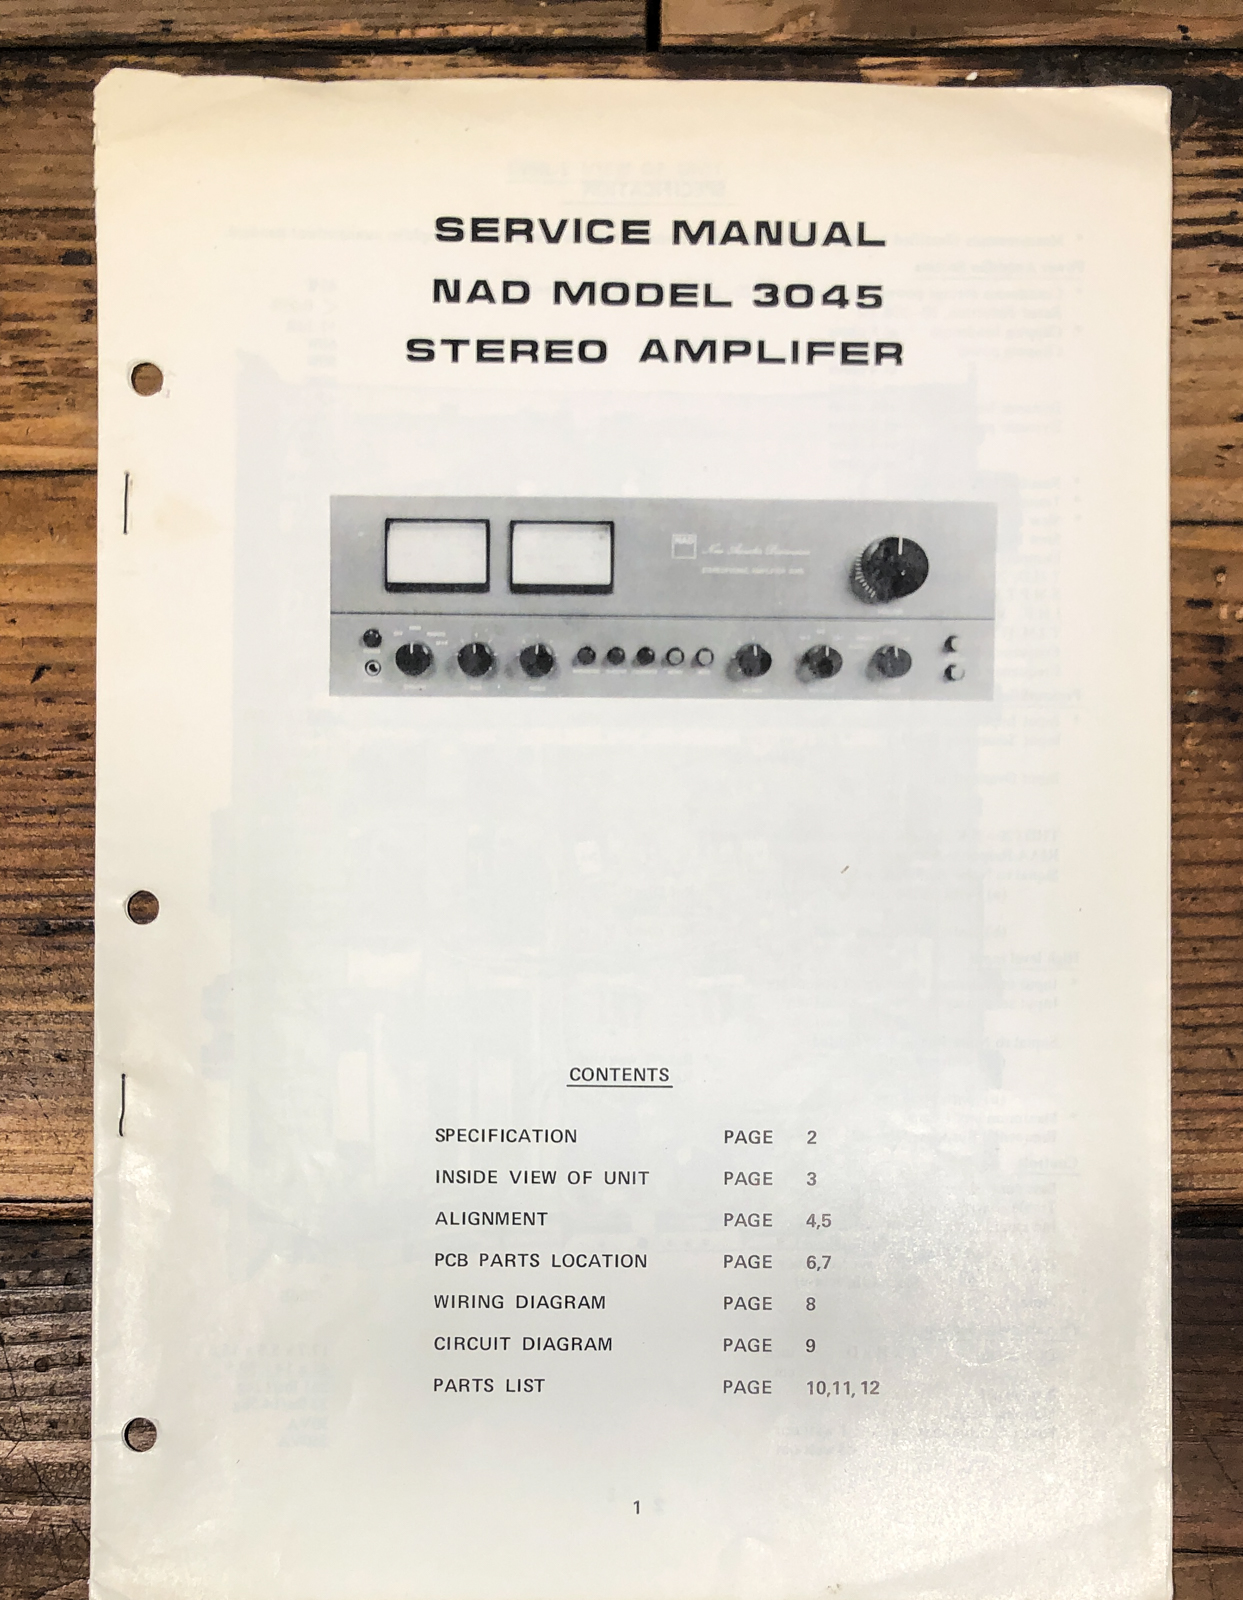 SERVICE MANUAL
NAD MODEL 3045
STEREO AMPLIFER
NAD
CONTENTS
SPECIFICATION PAGE 2
INSIDE VIEW OF UNIT PAGE 3
ALIGNMENT PAGE 4,5
PCB PARTS LOCATION PAGE 6,7
WIRING DIAGRAM PAGE 8
CIRCUIT DIAGRAM PAGE 9
PARTS LIST PAGE 10,11,12
1